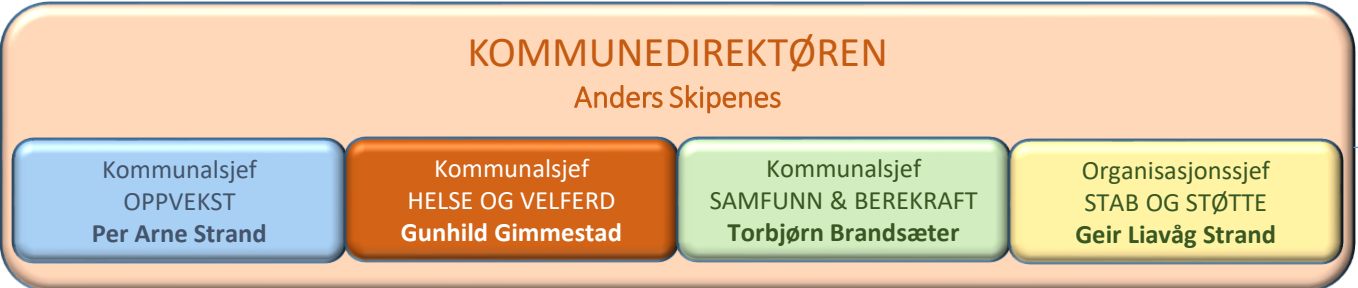 KOMMUNEDIREKTØREN
Anders Skipenes
Kommunalsjef
OPPVEKST
Per Arne Strand
Kommunalsjef
HELSE OG VELFERD
Gunhild Gimmestad
Kommunalsjef
SAMFUNN & BEREKRAFT
Torbjørn Brandsæter
Organisasjonssjef
STAB OG STØTTE
Geir Liavåg Strand